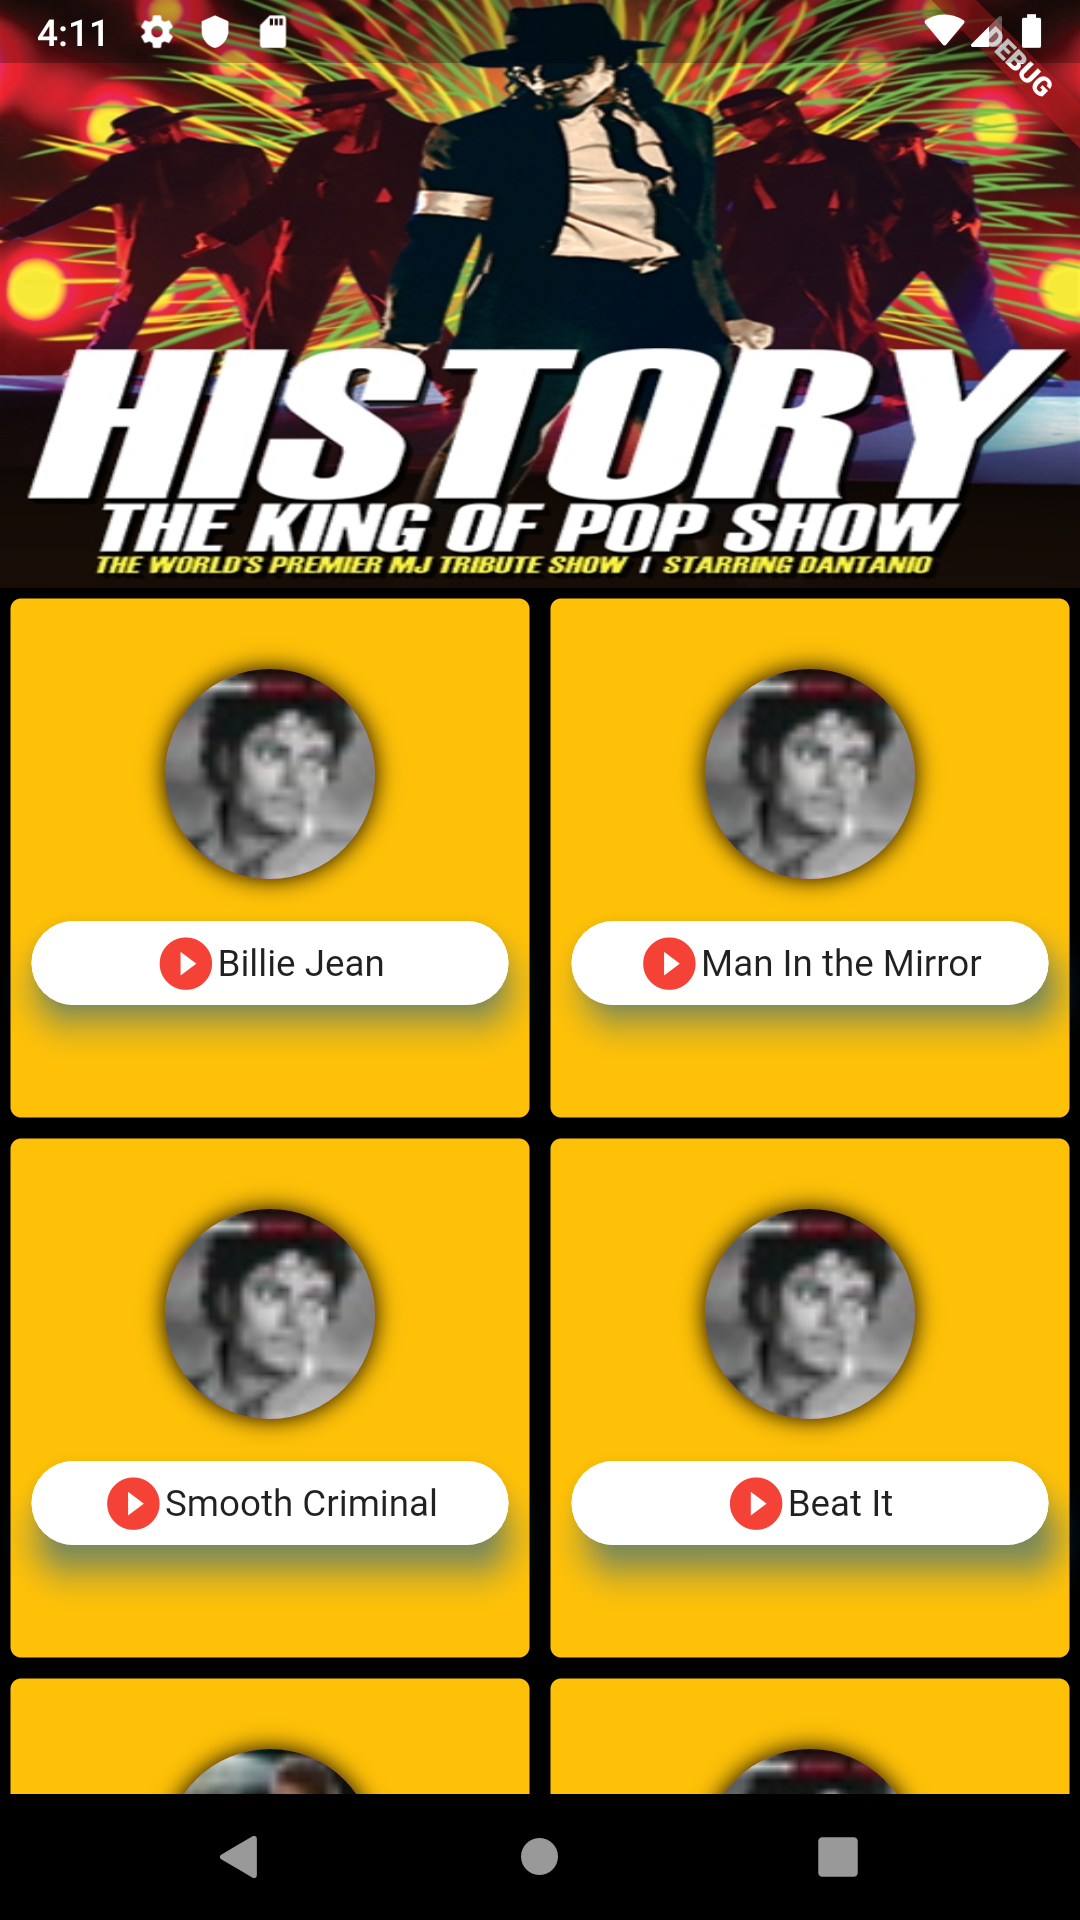 4:11
DEBUG
HISTORY
THE KING OF POP SHOW
THE WORLD'S PREMIER MJ TRIBUTE SHOW | STARRING DANTANIO
Billie Jean
Man In the Mirror
Smooth Criminal
Beat It